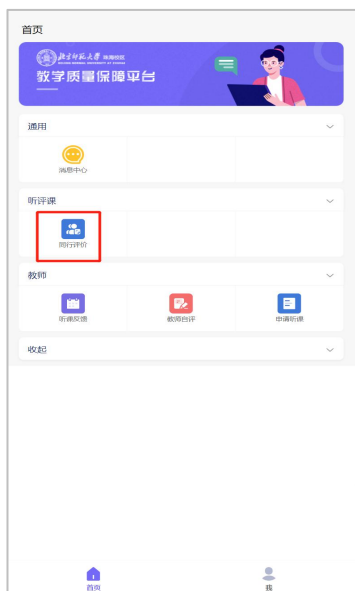 首页
北京师范大学 珠海校区
教学质量保障平台
通用
消息中心
听评课
同行评价
教师
听课反馈
教师自评
申请听课
收起
首页
我